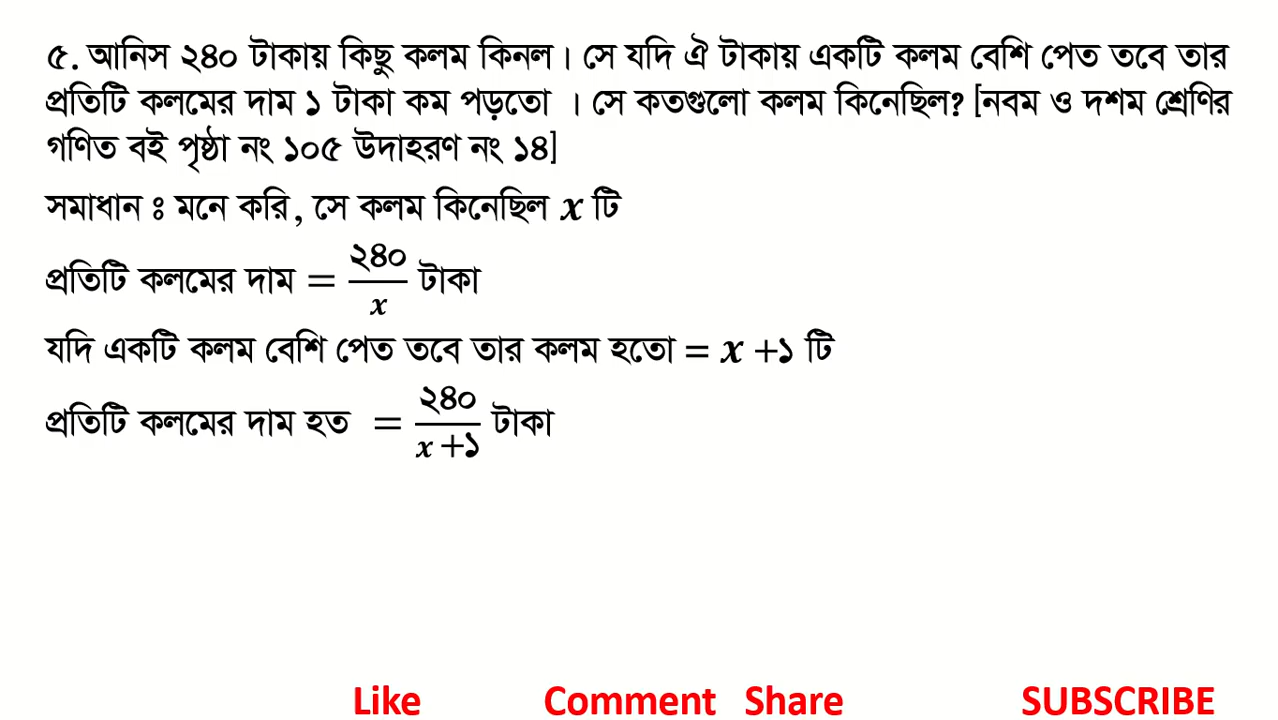 ৫. আনিস ২৪০ টাকায় কিছু কলম কিনল। সে যদি ঐ টাকায় একটি কলম বেশি পেত তবে তার
প্রতিটি কলমের দাম ১ টাকা কম পড়তো । সে কতগুলো কলম কিনেছিল? [নবম ও দশম শ্রেণির
গণিত বই পৃষ্ঠা নং ১০৫ উদাহরণ নং ১৪]
সমাধান ঃ মনে করি, সে কলম কিনেছিল x টি
প্রতিটি কলমের দাম = ২৪০/x টাকা
যদি একটি কলম বেশি পেত তবে তার কলম হতো = x +১ টি
প্রতিটি কলমের দাম হত = ২৪০/(x +১) টাকা
Like Comment Share SUBSCRIBE